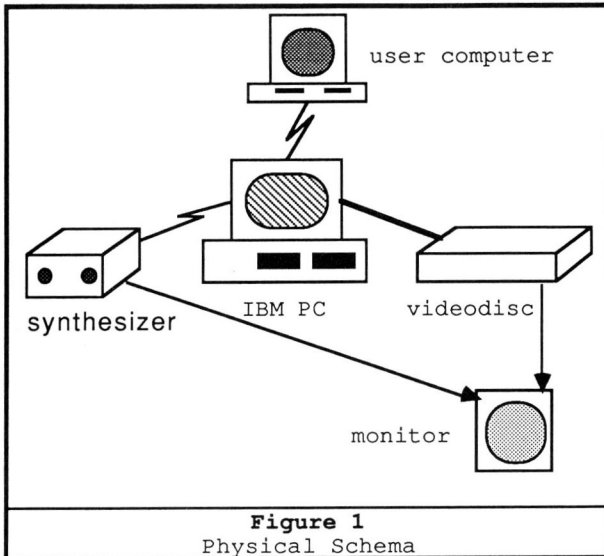 user computer
IBM PC
videodisc
synthesizer
monitor
Figure 1
Physical Schema